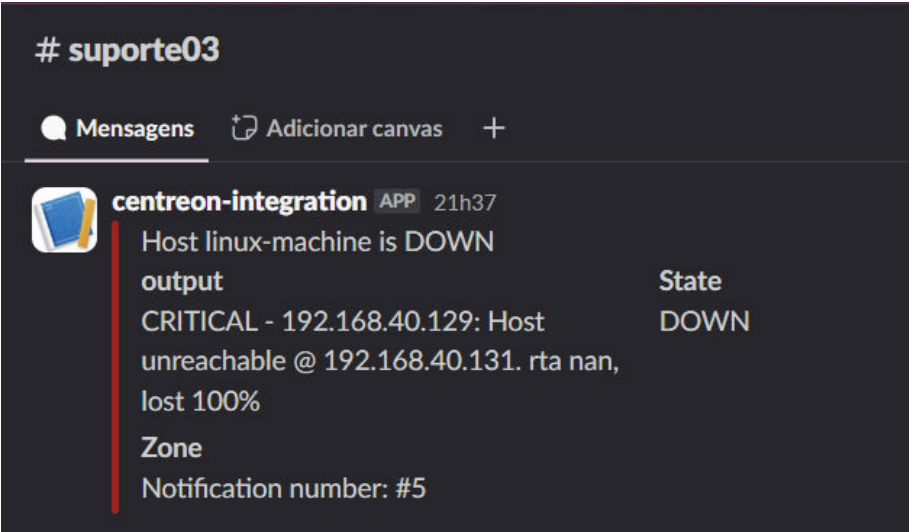 # suporte03
Mensagens Adicionar canvas +
centreon-integration APP 21h37
Host linux-machine is DOWN
output State
CRITICAL - 192.168.40.129: Host DOWN
unreachable @ 192.168.40.131. rta nan,
lost 100%
Zone
Notification number: #5